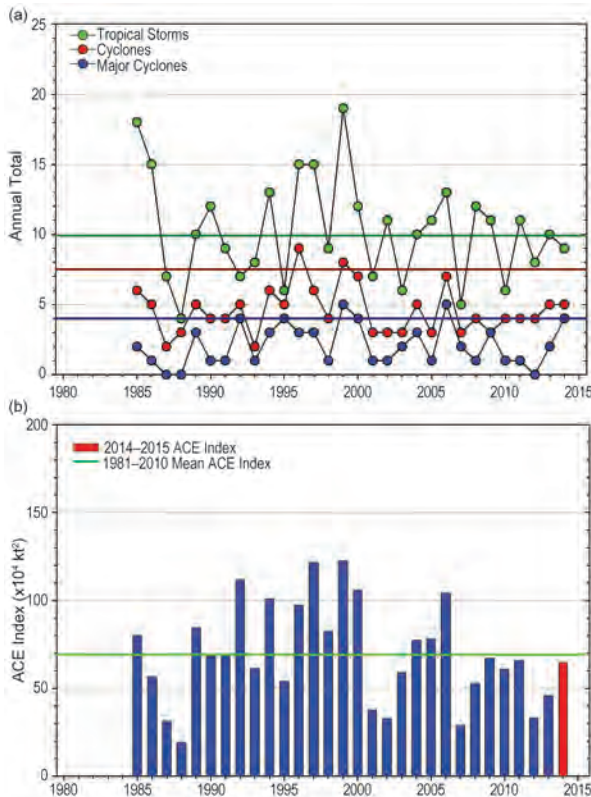 (a)
25
Tropical Storms
Cyclones
Major Cyclones
20
15
10
5
0
Annual Total
1980 1985 1990 1995 2000 2005 2010 2015
(b)
200
2014–2015 ACE Index
1981–2010 Mean ACE Index
150
100
50
0
ACE Index (x10⁴ kt²)
1980 1985 1990 1995 2000 2005 2010 2015